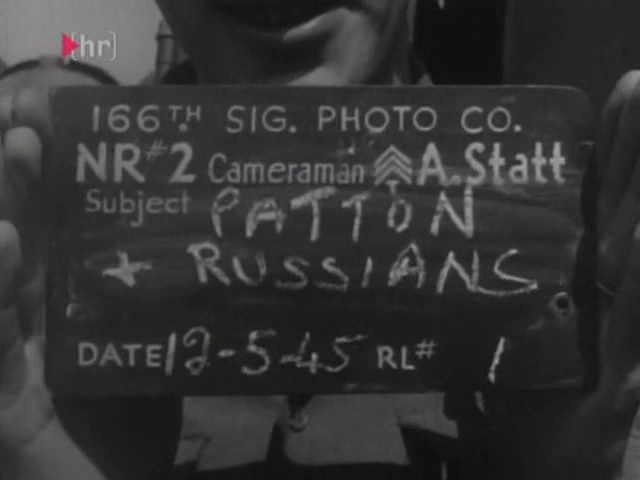 hr
166TH SIG. PHOTO CO.
NR#2 Cameraman A. Statt
Subject PATTON
+ RUSSIANS
DATE 12-5-45 RL# 1